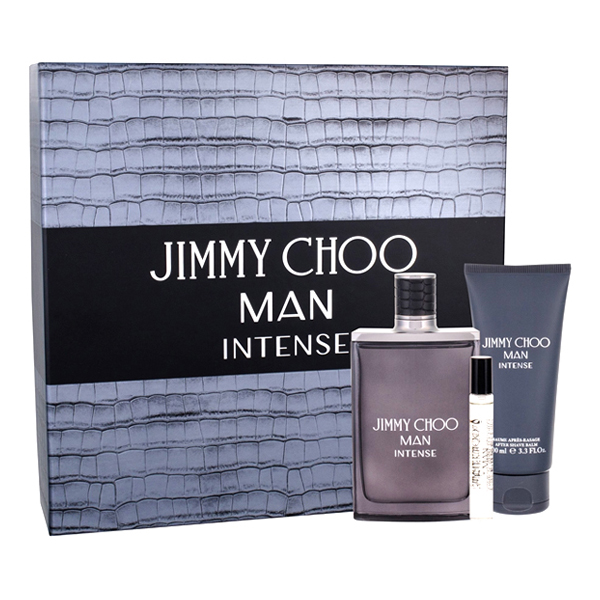 JIMMY CHOO
MAN
INTENSE
JIMMY CHOO
MAN
INTENSE
JIMMY CHOO
MAN
INTENSE
BAUME APRÈS-RASAGE
AFTER SHAVE BALM
ml e 3.3 FL.Oz.